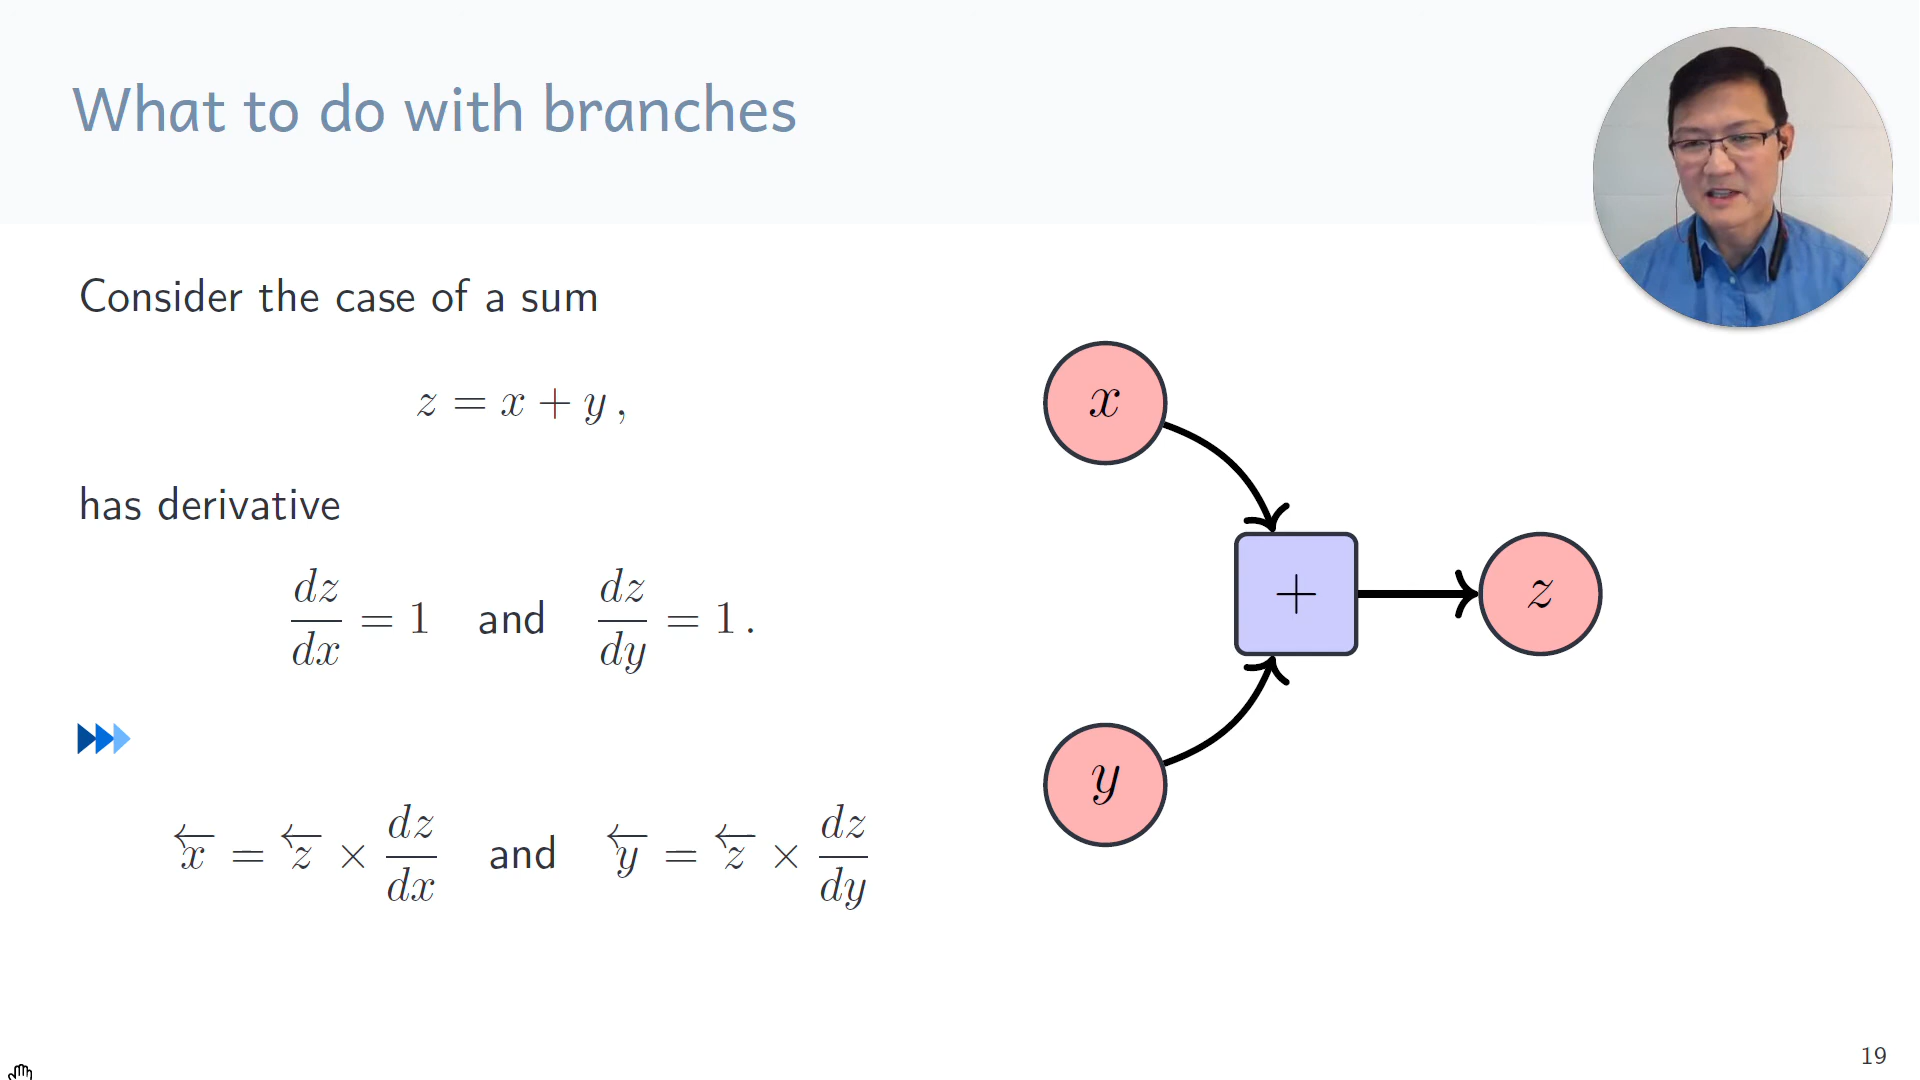 What to do with branches
Consider the case of a sum
z = x + y ,
has derivative
dz/dx = 1 and dz/dy = 1 .
x⃖ = z⃖ × dz/dx and y⃖ = z⃖ × dz/dy
x
+
z
y
19